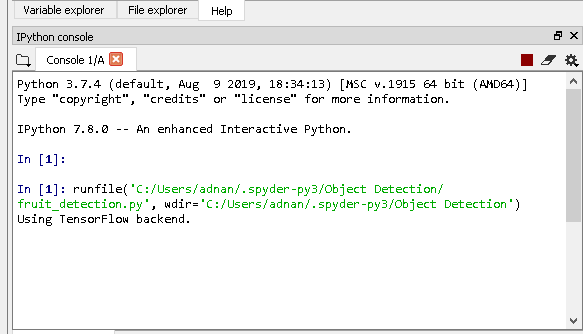 Variable explorer File explorer Help
IPython console
Console 1/A
Python 3.7.4 (default, Aug  9 2019, 18:34:13) [MSC v.1915 64 bit (AMD64)]
Type "copyright", "credits" or "license" for more information.
IPython 7.8.0 -- An enhanced Interactive Python.
In [1]:
In [1]: runfile('C:/Users/adnan/.spyder-py3/Object Detection/
fruit_detection.py', wdir='C:/Users/adnan/.spyder-py3/Object Detection')
Using TensorFlow backend.